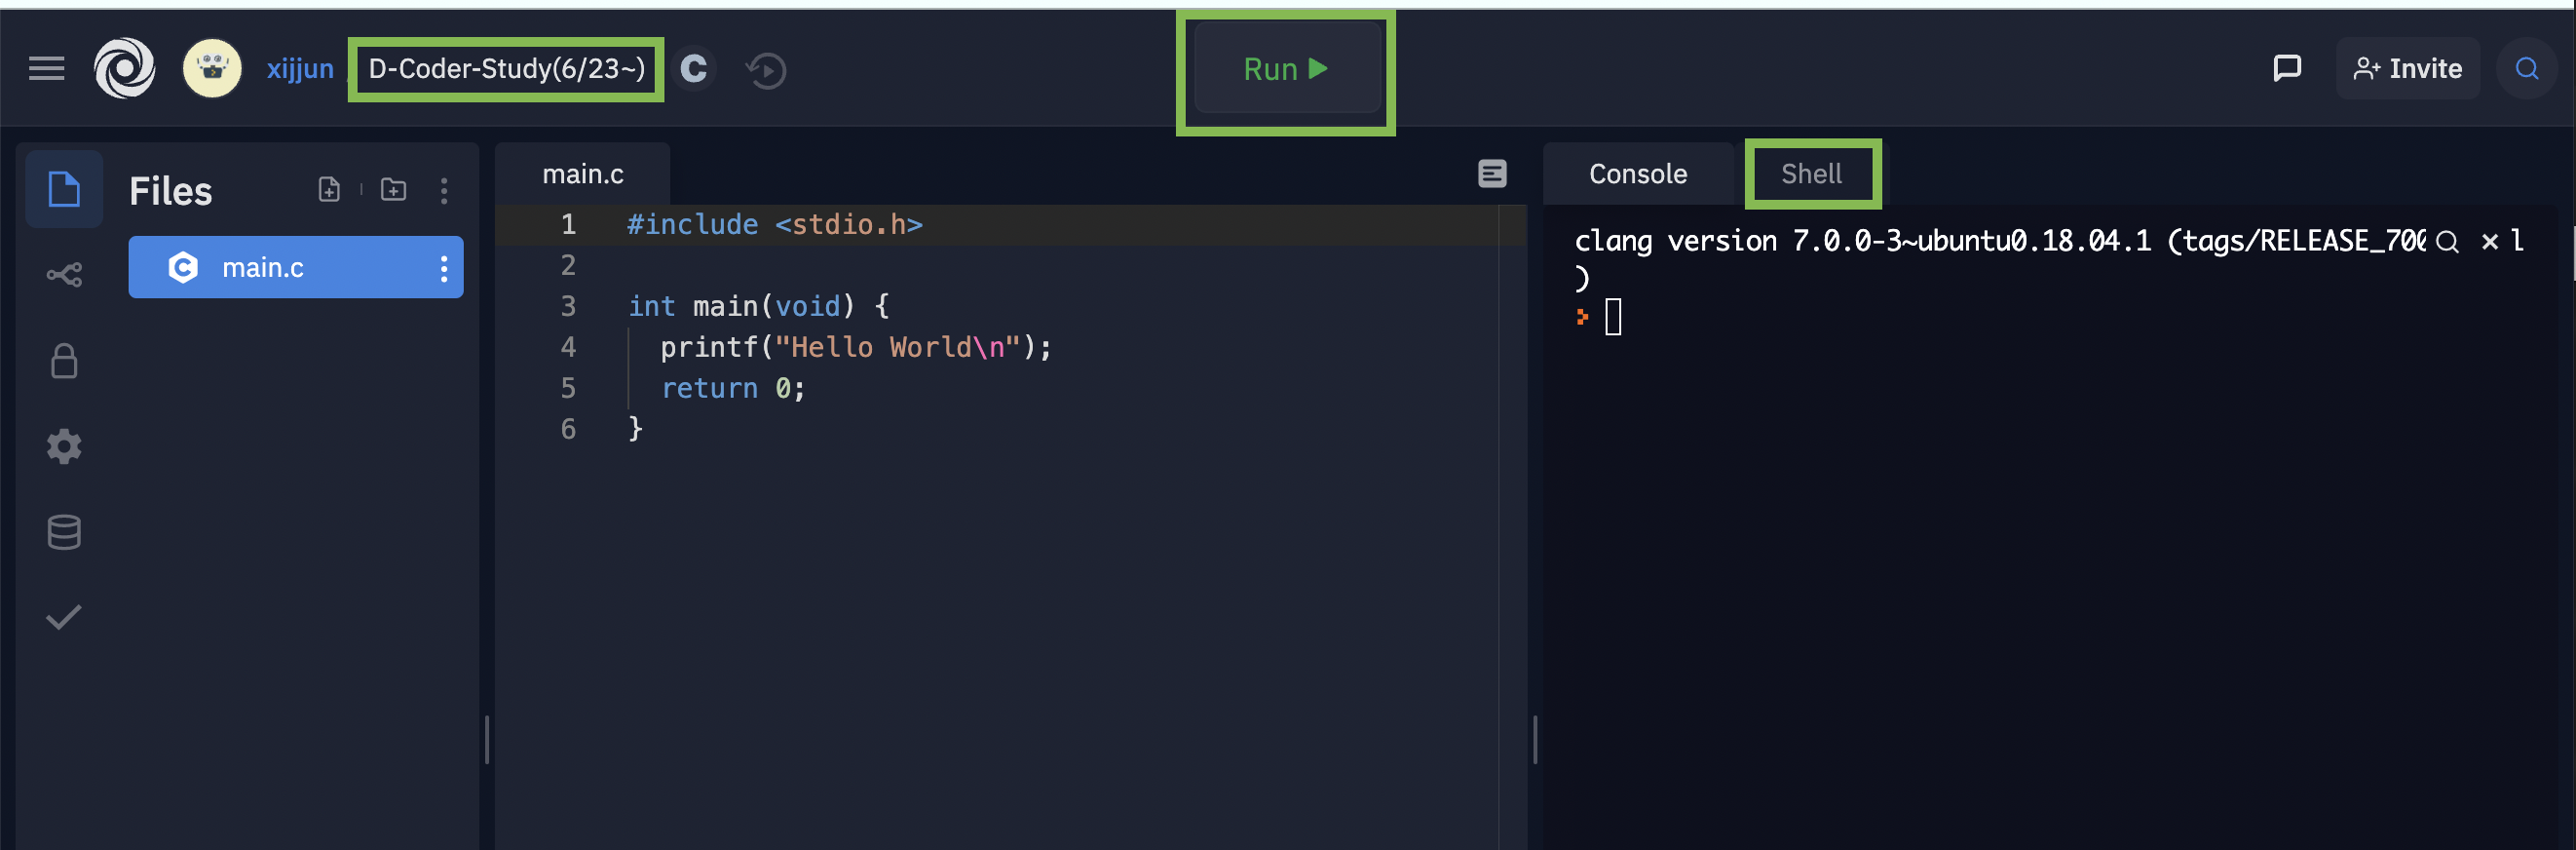 xijjun / D-Coder-Study(6/23~) C
Run
Invite
Files
main.c
main.c
1 #include <stdio.h>
2
3 int main(void) {
4 printf("Hello World\n");
5 return 0;
6 }
Console
Shell
clang version 7.0.0-3~ubuntu0.18.04.1 (tags/RELEASE_700 l
)